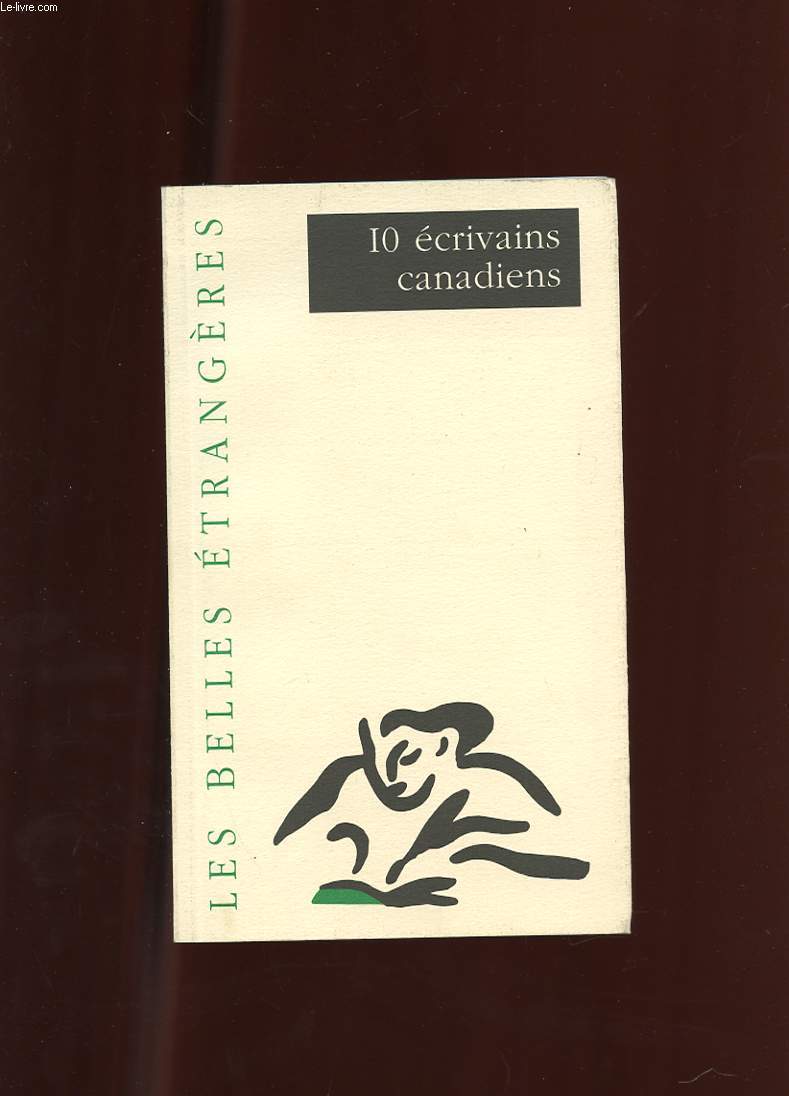 Le-livre.com
10 écrivains
canadiens
LES BELLES ÉTRANGÈRES